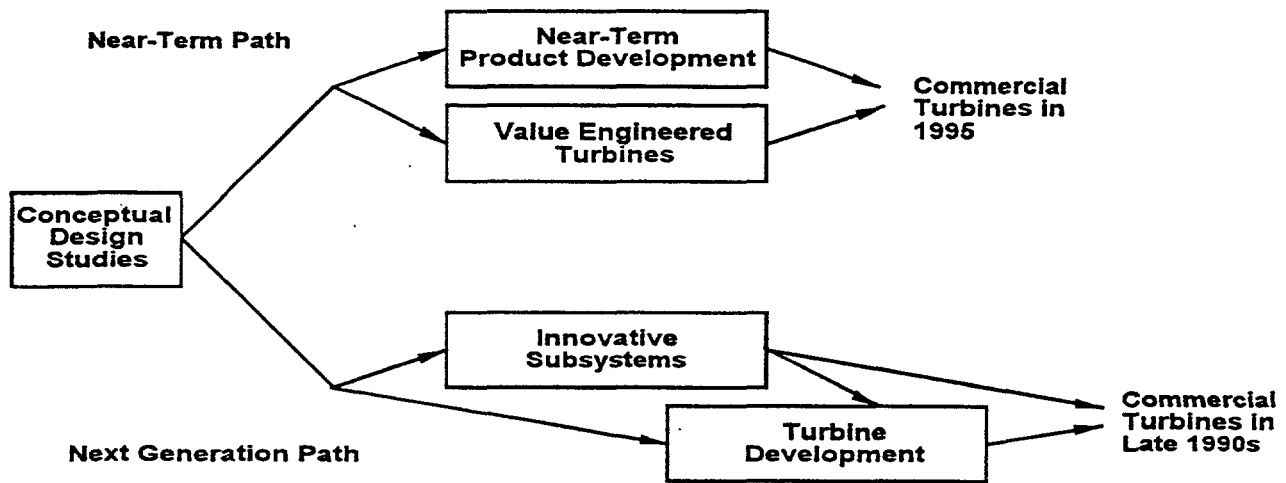 Near-Term Path
Near-Term
Product Development
Value Engineered
Turbines
Commercial
Turbines in
1995
Conceptual
Design
Studies
Innovative
Subsystems
Turbine
Development
Commercial
Turbines in
Late 1990s
Next Generation Path